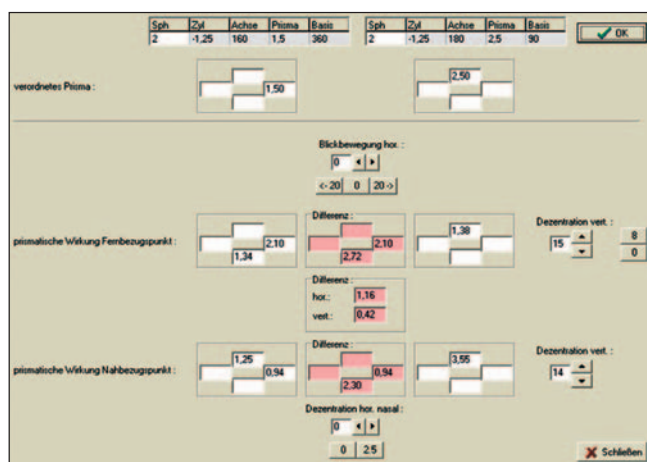 Sph Zyl Achse Prisma Basis
2 -1,25 160 1,5 360
Sph Zyl Achse Prisma Basis
2 -1,25 180 2,5 90
OK
verordnetes Prisma :
1,50
2,50
Blickbewegung hor. :
0
<- 20 0 20 ->
prismatische Wirkung Fernbezugspunkt :
2,10
1,34
Differenz :
2,10
2,72
1,38
Dezentration vert. :
15
8
0
Differenz :
hor.: 1,16
vert.: 0,42
prismatische Wirkung Nahbezugspunkt :
1,25
0,94
Differenz :
0,94
2,30
3,55
Dezentration vert. :
14
Dezentration hor. nasal :
0
0 2.5
Schließen